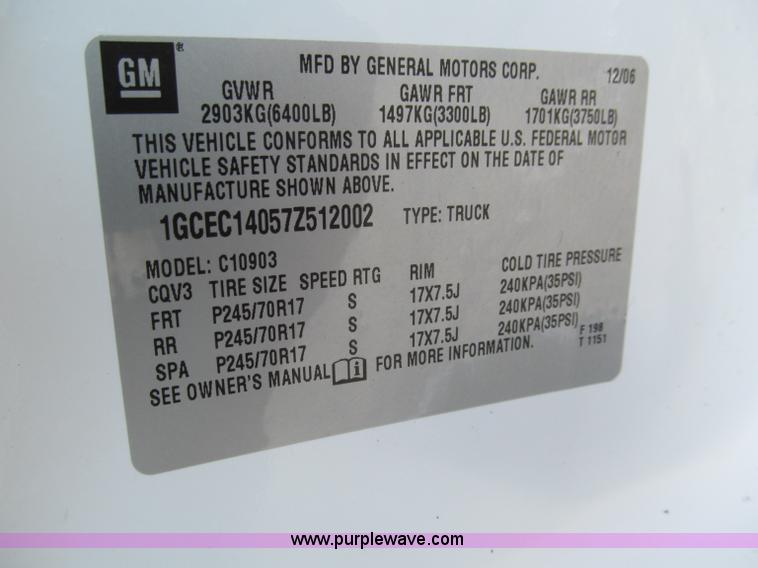 GM
MFD BY GENERAL MOTORS CORP. 12/06
GVWR GAWR FRT GAWR RR
2903KG(6400LB) 1497KG(3300LB) 1701KG(3750LB)
THIS VEHICLE CONFORMS TO ALL APPLICABLE U.S. FEDERAL MOTOR
VEHICLE SAFETY STANDARDS IN EFFECT ON THE DATE OF
MANUFACTURE SHOWN ABOVE.
1GCEC14057Z512002 TYPE: TRUCK
MODEL: C10903
CQV3 TIRE SIZE SPEED RTG RIM COLD TIRE PRESSURE
FRT P245/70R17 S 17X7.5J 240KPA(35PSI)
RR P245/70R17 S 17X7.5J 240KPA(35PSI)
SPA P245/70R17 S 17X7.5J 240KPA(35PSI) F 198
T 1151
SEE OWNER'S MANUAL FOR MORE INFORMATION.
www.purplewave.com